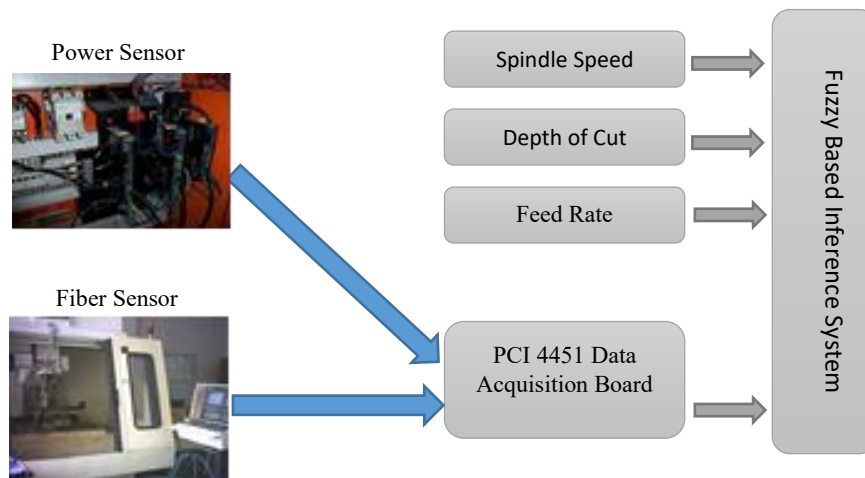 Power Sensor
Spindle Speed
Depth of Cut
Feed Rate
Fiber Sensor
PCI 4451 Data
Acquisition Board
Fuzzy Based Inference System